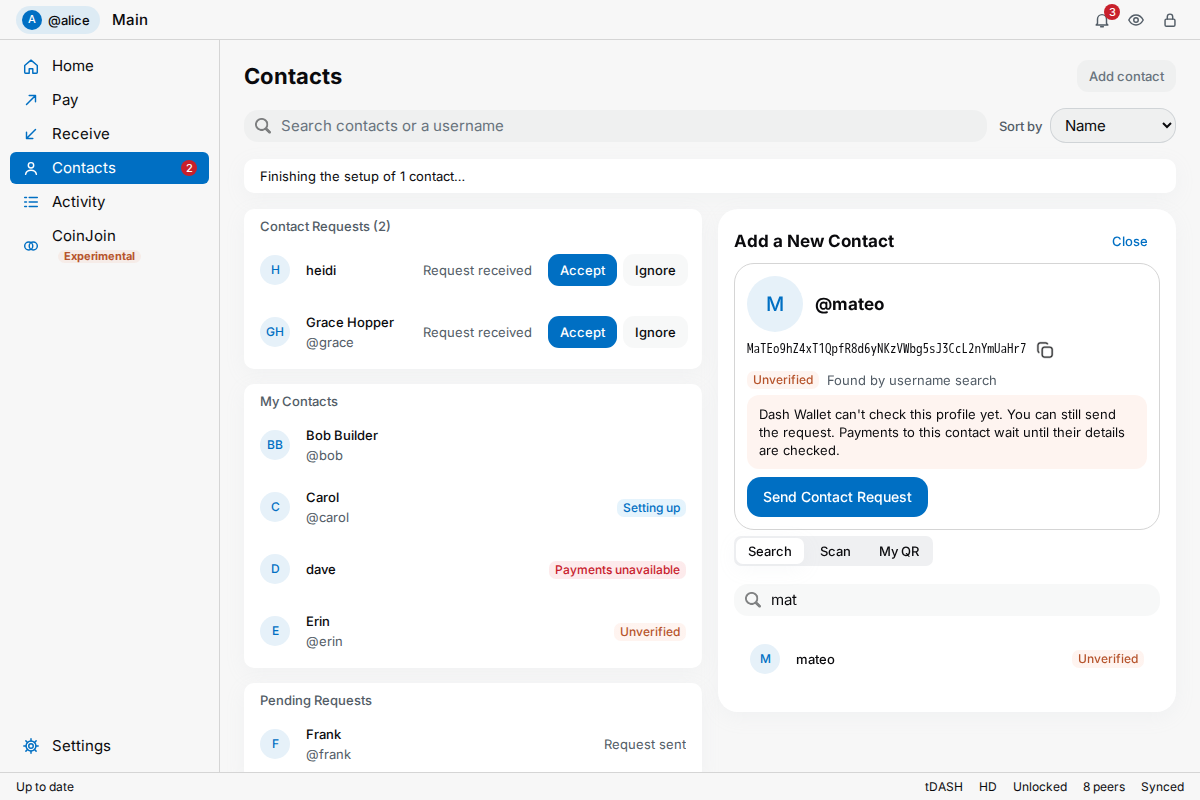 A @alice Main 3
Home
Pay
Receive
Contacts 2
Activity
CoinJoin
Experimental
Settings
Contacts
Add contact
Search contacts or a username
Sort by Name
Finishing the setup of 1 contact...
Contact Requests (2)
H heidi Request received Accept Ignore
GH Grace Hopper Request received Accept Ignore
@grace
My Contacts
BB Bob Builder
@bob
C Carol Setting up
@carol
D dave Payments unavailable
E Erin Unverified
@erin
Pending Requests
F Frank Request sent
@frank
Add a New Contact Close
M @mateo
MaTEo9hZ4xT1QpfR8d6yNKzVWbg5sJ3CcL2nYmUaHr7
Unverified Found by username search
Dash Wallet can't check this profile yet. You can still send
the request. Payments to this contact wait until their details
are checked.
Send Contact Request
Search Scan My QR
mat
M mateo Unverified
Up to date tDASH HD Unlocked 8 peers Synced